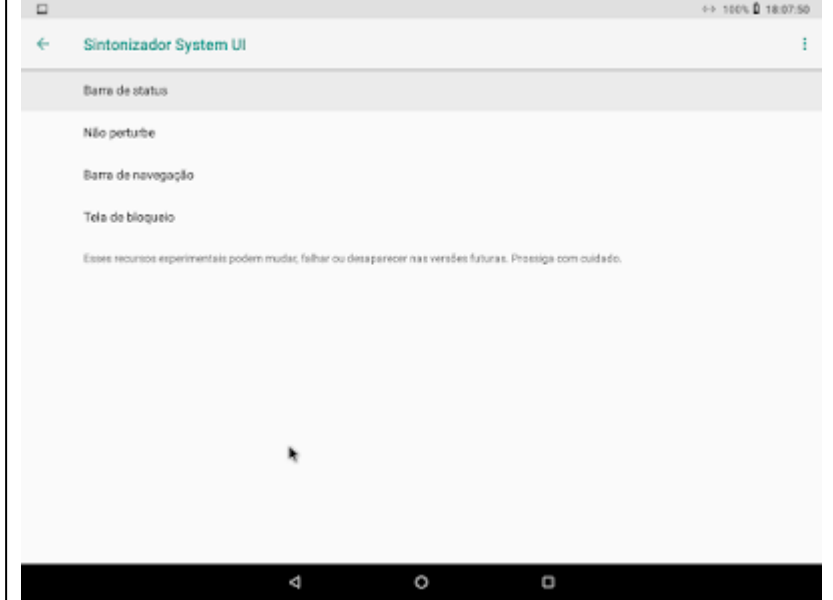 100% 18:07:50
Sintonizador System UI
Barra de status
Não perturbe
Barra de navegação
Tela de bloqueio
Esses recursos experimentais podem mudar, falhar ou desaparecer nas versões futuras. Prossiga com cuidado.